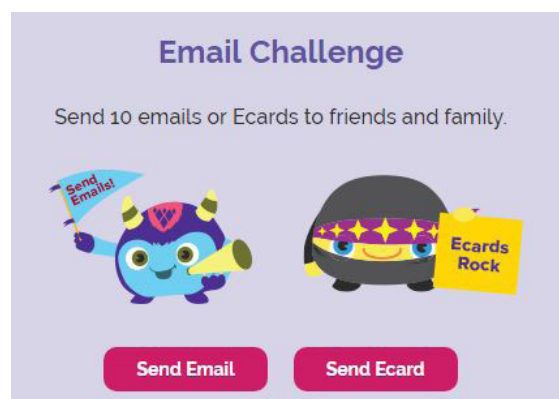 Email Challenge
Send 10 emails or Ecards to friends and family.
Send
Emails!
Ecards
Rock
Send Email
Send Ecard